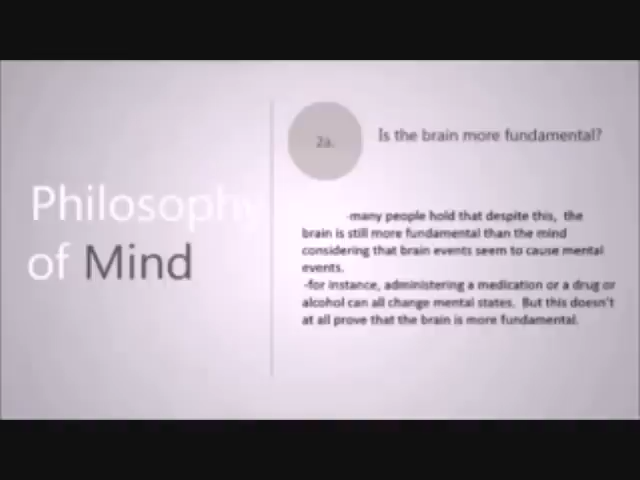 Philosophy
of Mind
2a.
Is the brain more fundamental?
-many people hold that despite this, the
brain is still more fundamental than the mind
considering that brain events seem to cause mental
events.
-for instance, administering a medication or a drug or
alcohol can all change mental states. But this doesn't
at all prove that the brain is more fundamental.